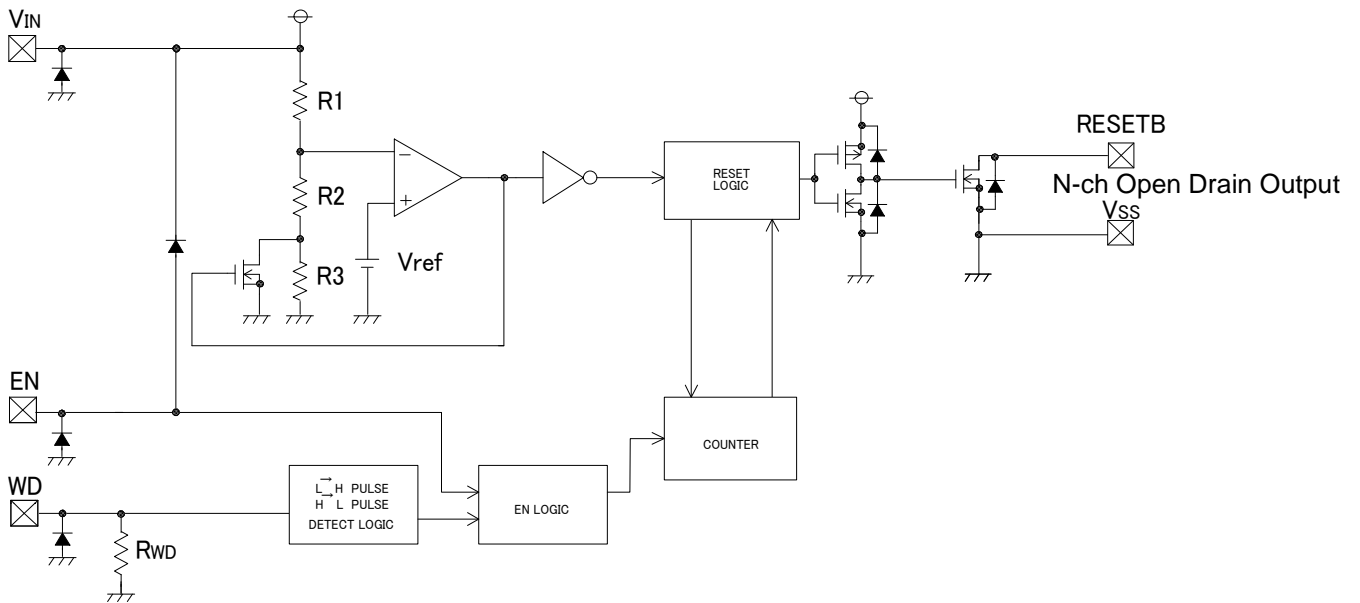 VIN
R1
R2
R3
−
+
Vref
RESET
LOGIC
RESETB
N-ch Open Drain Output
VSS
EN
COUNTER
WD
L → H PULSE
H → L PULSE
DETECT LOGIC
EN LOGIC
RWD